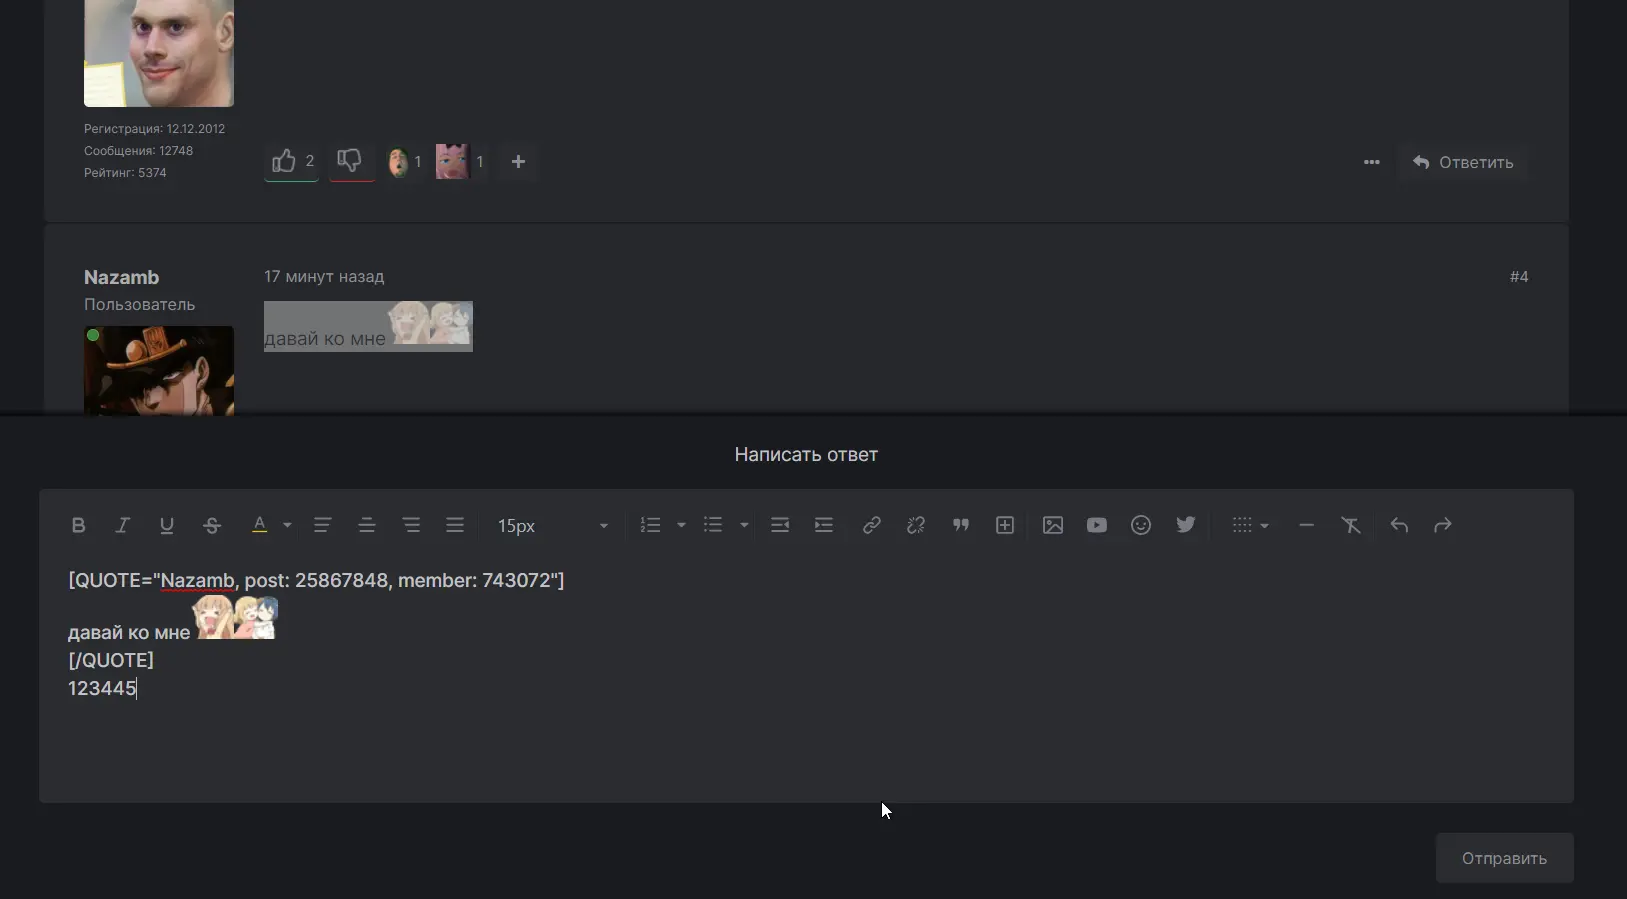 Регистрация: 12.12.2012
Сообщения: 12748
Рейтинг: 5374
2
1
1
+
Ответить
Nazamb
17 минут назад
#4
Пользователь
давай ко мне
Написать ответ
B I U S A 15px
[QUOTE="Nazamb, post: 25867848, member: 743072"]
давай ко мне
[/QUOTE]
123445
Отправить